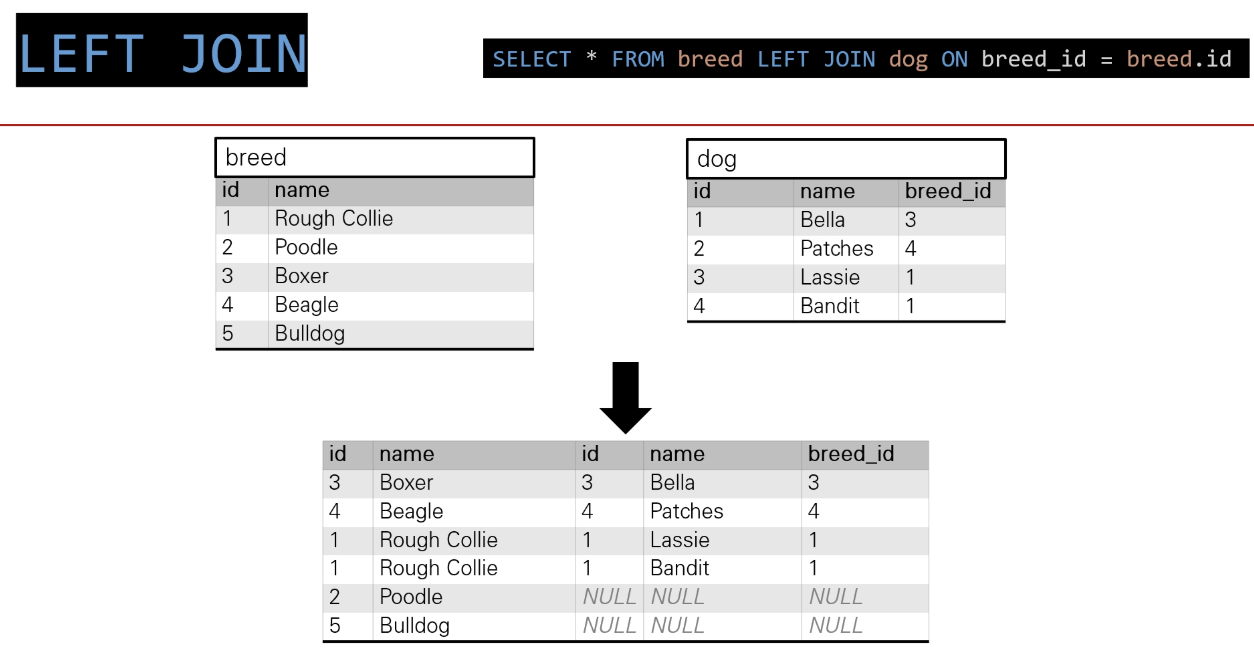 LEFT JOIN
SELECT * FROM breed LEFT JOIN dog ON breed_id = breed.id
breed
id name
1 Rough Collie
2 Poodle
3 Boxer
4 Beagle
5 Bulldog
dog
id name breed_id
1 Bella 3
2 Patches 4
3 Lassie 1
4 Bandit 1
id name id name breed_id
3 Boxer 3 Bella 3
4 Beagle 4 Patches 4
1 Rough Collie 1 Lassie 1
1 Rough Collie 1 Bandit 1
2 Poodle NULL NULL NULL
5 Bulldog NULL NULL NULL